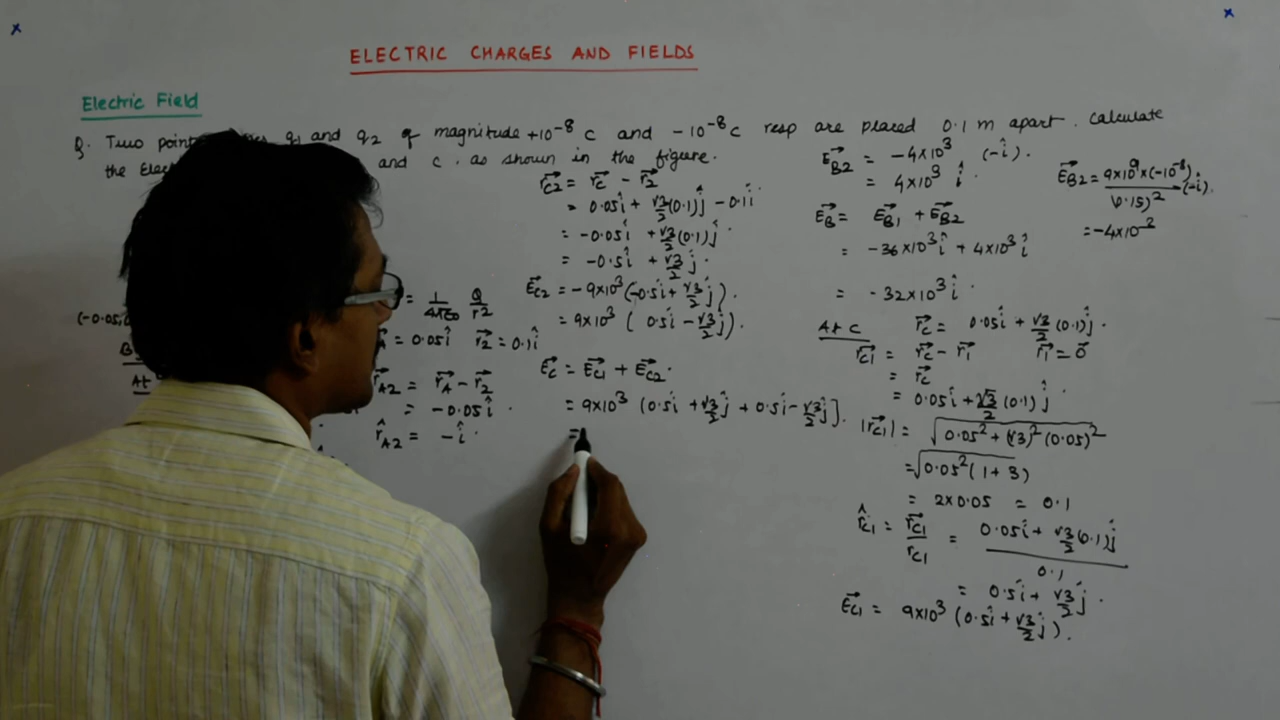 ELECTRIC CHARGES AND FIELDS
Electric Field
Q. Two point q₁ and q₂ of magnitude +10⁻⁸ C and -10⁻⁸ C resp are placed 0.1 m apart. Calculate
the Elec and C. as shown in the figure.
(-0.05,
At
= 1/4πε₀ Q/r²
= 0.05î r⃗₂ = 0.1î
r⃗A2 = r⃗A - r⃗₂
= -0.05î.
r̂A2 = -î.
r⃗C2 = r⃗C - r⃗₂
= 0.05î + √3/2(0.1)ĵ - 0.1î
= -0.05î + √3/2(0.1)ĵ.
= -0.5î + √3/2 ĵ.
E⃗C2 = -9×10³(-0.5î + √3/2 ĵ).
= 9×10³ (0.5î - √3/2 ĵ).
E⃗C = E⃗C1 + E⃗C2.
= 9×10³ (0.5î + √3/2 ĵ + 0.5î - √3/2 ĵ].
=
E⃗B2 = -4×10³ (-î).
= 4×10³ î.
E⃗B = E⃗B1 + E⃗B2
= -36×10³ î + 4×10³ î
= -32×10³ î.
At C r⃗C = 0.05î + √3/2 (0.1)ĵ.
r⃗C1 = r⃗C - r⃗1 r⃗1 = 0⃗
= r⃗C
= 0.05î + √3/2 (0.1)ĵ
|r⃗C1| = √0.05² + (√3)² (0.05)²
= √0.05² (1+3)
= 2×0.05 = 0.1
r̂C1 = r⃗C1/rC1 = 0.05î + √3/2 (0.1)ĵ / 0.1
= 0.5î + √3/2 ĵ.
E⃗C1 = 9×10³ (0.5î + √3/2 ĵ).
E⃗B2 = 9×10⁹×(-10⁻⁸)/(0.15)² (-î).
= -4×10⁻³